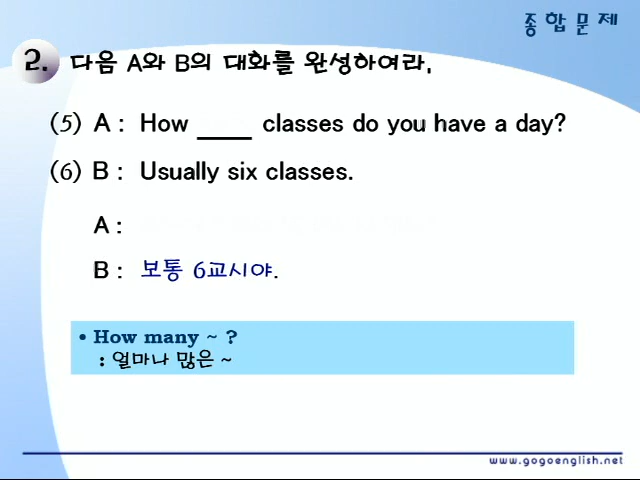 종합문제
2. 다음 A와 B의 대화를 완성하여라.
(5) A : How ____ classes do you have a day?
(6) B : Usually six classes.
A :
B : 보통 6교시야.
• How many ~ ?
: 얼마나 많은 ~
www.gogoenglish.net